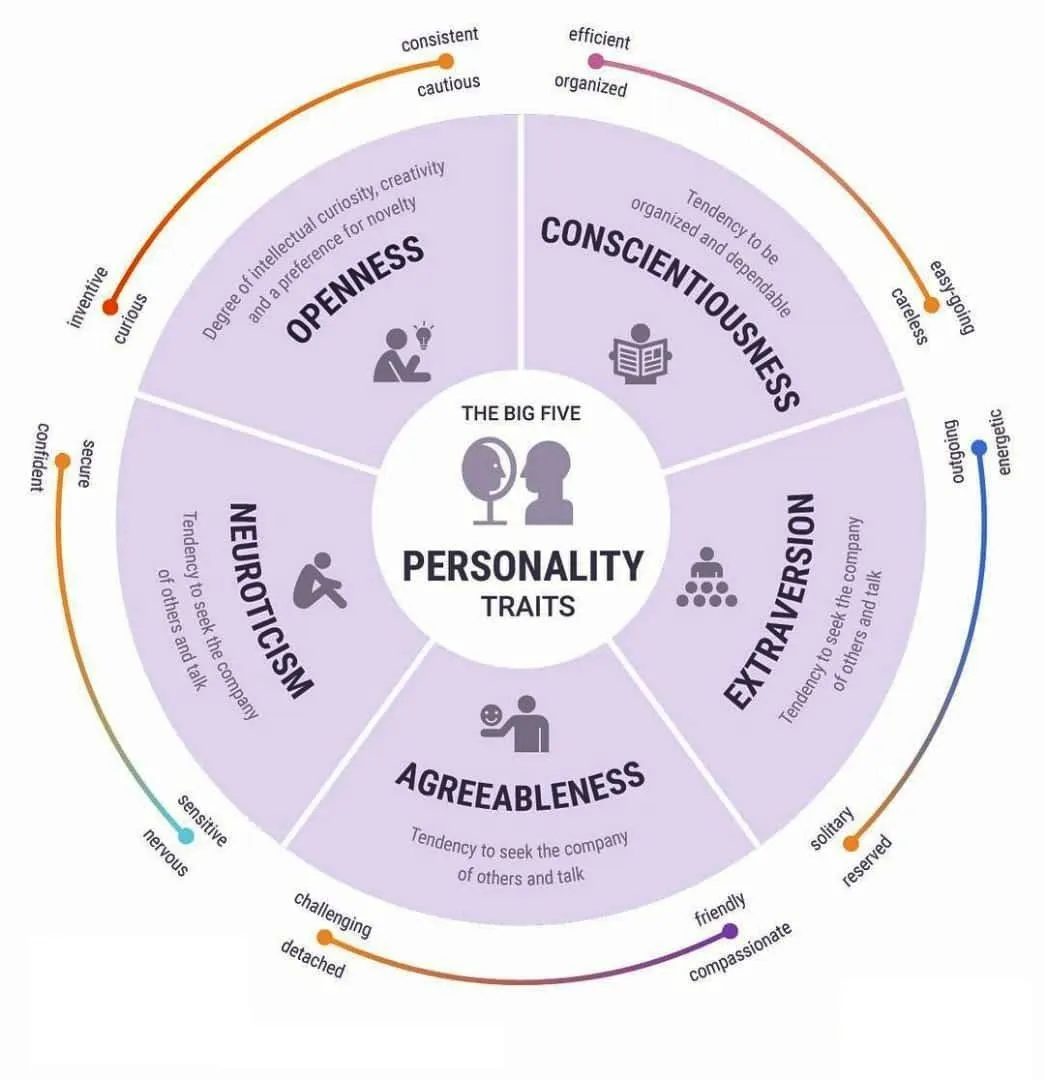 THE BIG FIVE
PERSONALITY
TRAITS
consistent
cautious
inventive
curious
Degree of intellectual curiosity, creativity
and a preference for novelty
OPENNESS
efficient
organized
easy-going
careless
Tendency to be
organized and dependable
CONSCIENTIOUSNESS
energetic
outgoing
solitary
reserved
EXTRAVERSION
Tendency to seek the company
of others and talk
AGREEABLENESS
Tendency to seek the company
of others and talk
challenging
detached
friendly
compassionate
secure
confident
sensitive
nervous
NEUROTICISM
Tendency to seek the company
of others and talk